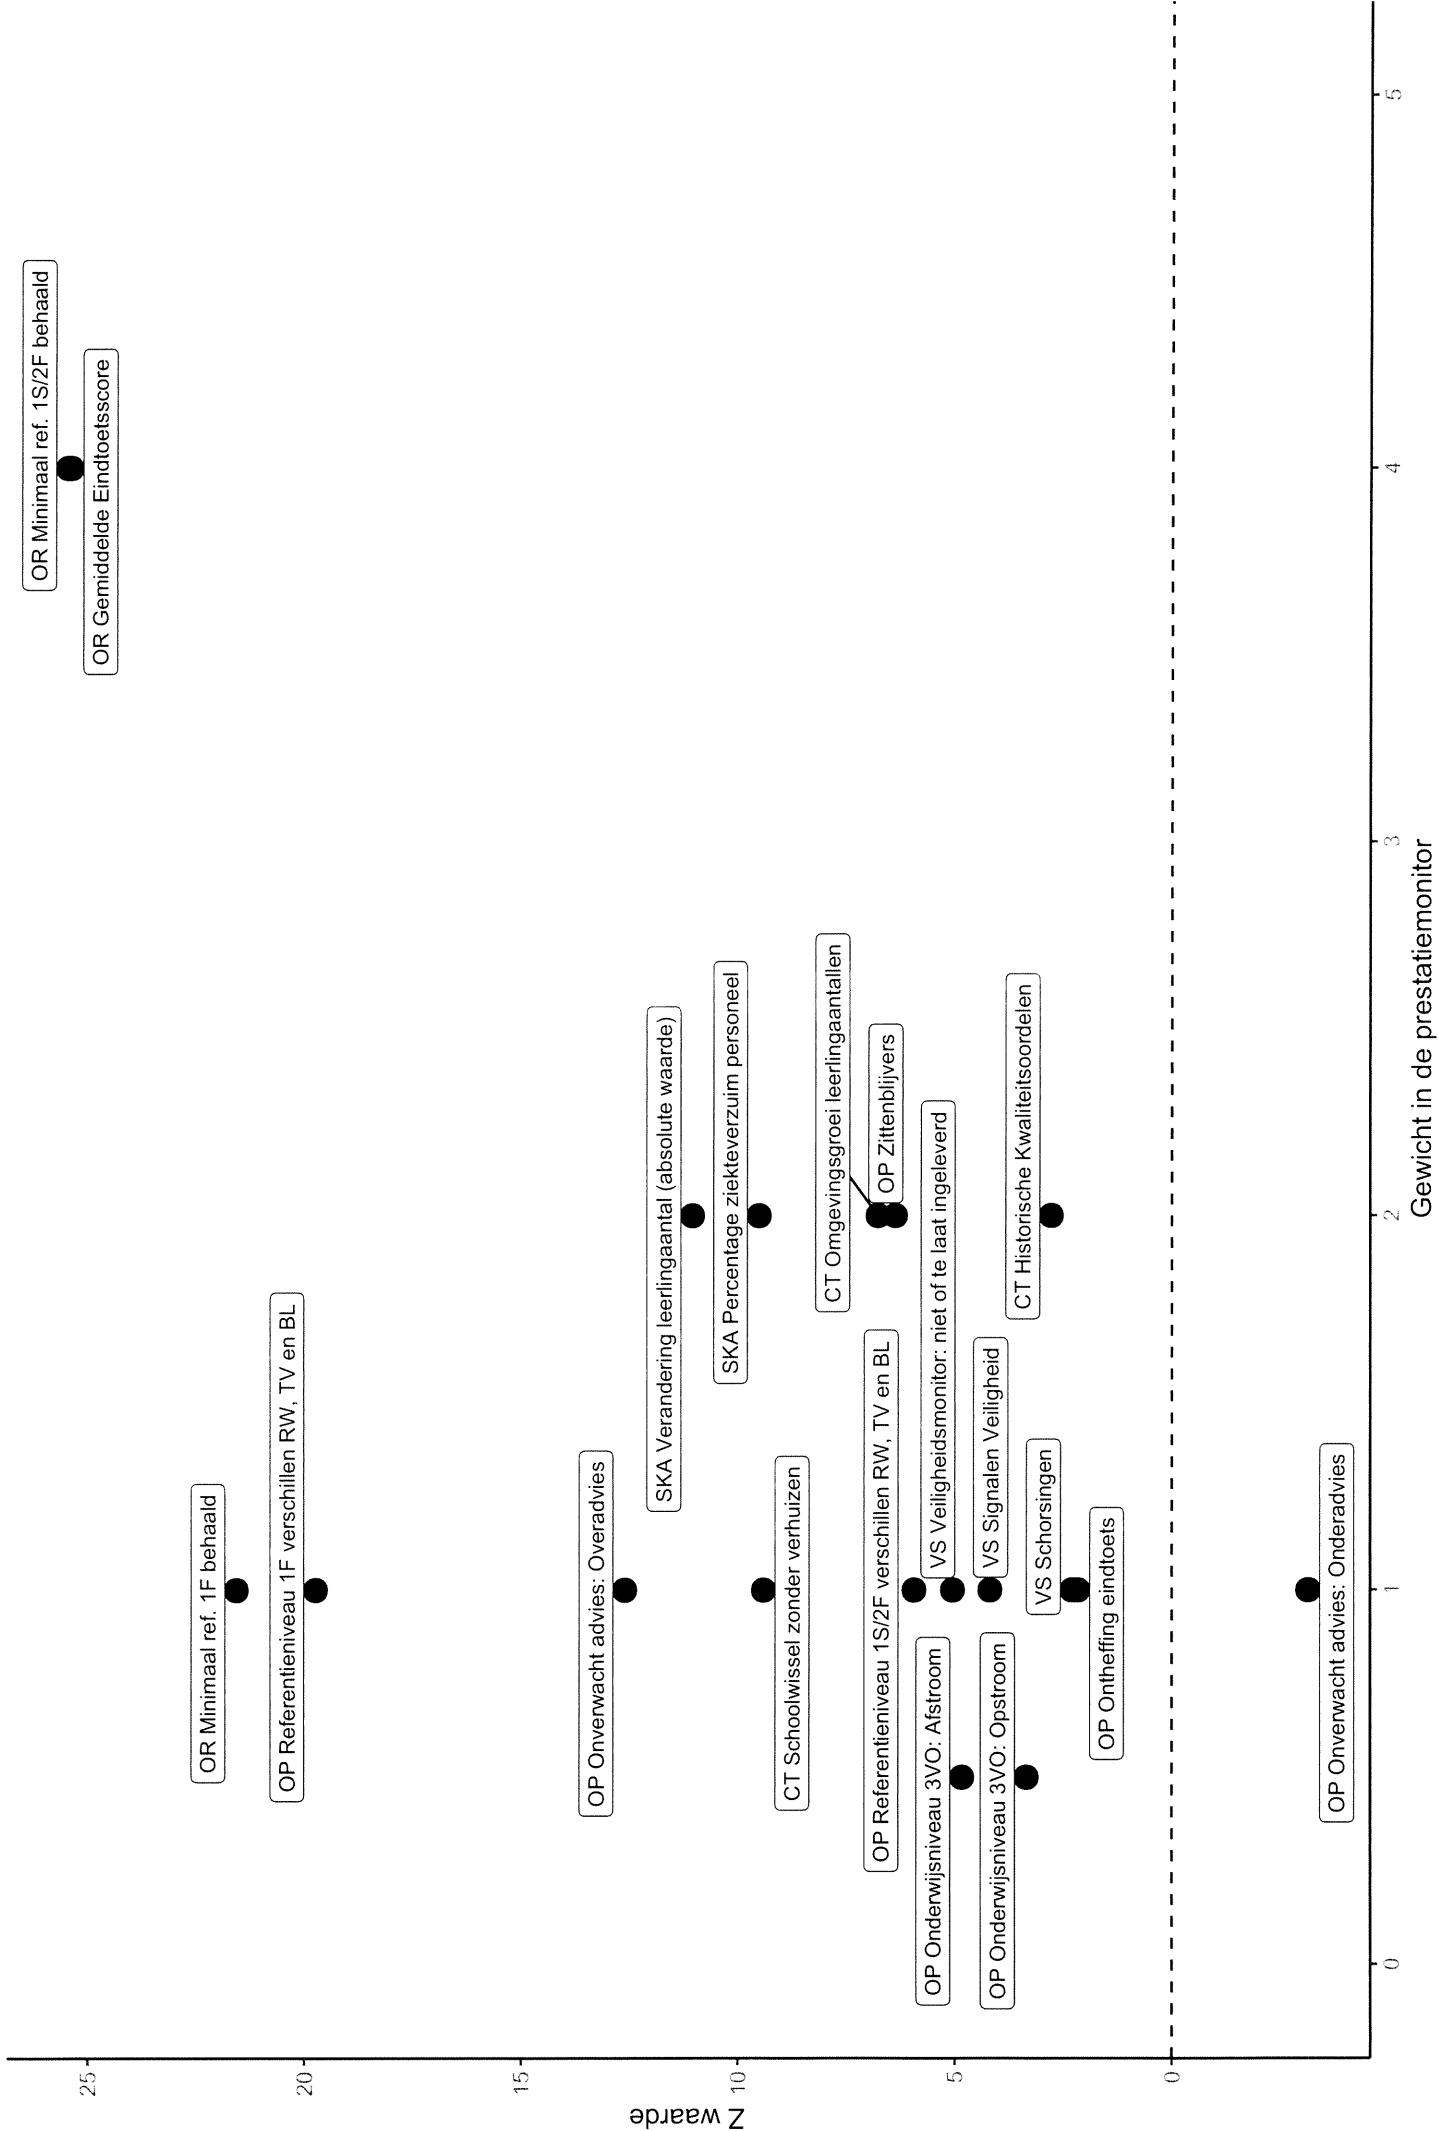 OR Minimaal ref. 1S/2F behaald
OR Gemiddelde Eindtoetsscore
OR Minimaal ref. 1F behaald
OP Referentieniveau 1F verschillen RW, TV en BL
OP Onverwacht advies: Overadvies
SKA Verandering leerlingaantal (absolute waarde)
SKA Percentage ziekteverzuim personeel
CT Schoolwissel zonder verhuizen
CT Omgevingsgroei leerlingaantallen
OP Zittenblijvers
OP Referentieniveau 1S/2F verschillen RW, TV en BL
VS Veiligheidsmonitor: niet of te laat ingeleverd
OP Onderwijsniveau 3VO: Afstroom
VS Signalen Veiligheid
OP Onderwijsniveau 3VO: Opstroom
CT Historische Kwaliteitsoordelen
VS Schorsingen
OP Ontheffing eindtoets
OP Onverwacht advies: Onderadvies
25
20
15
10
5
0
Z waarde
0
1
2
3
4
5
Gewicht in de prestatiemonitor